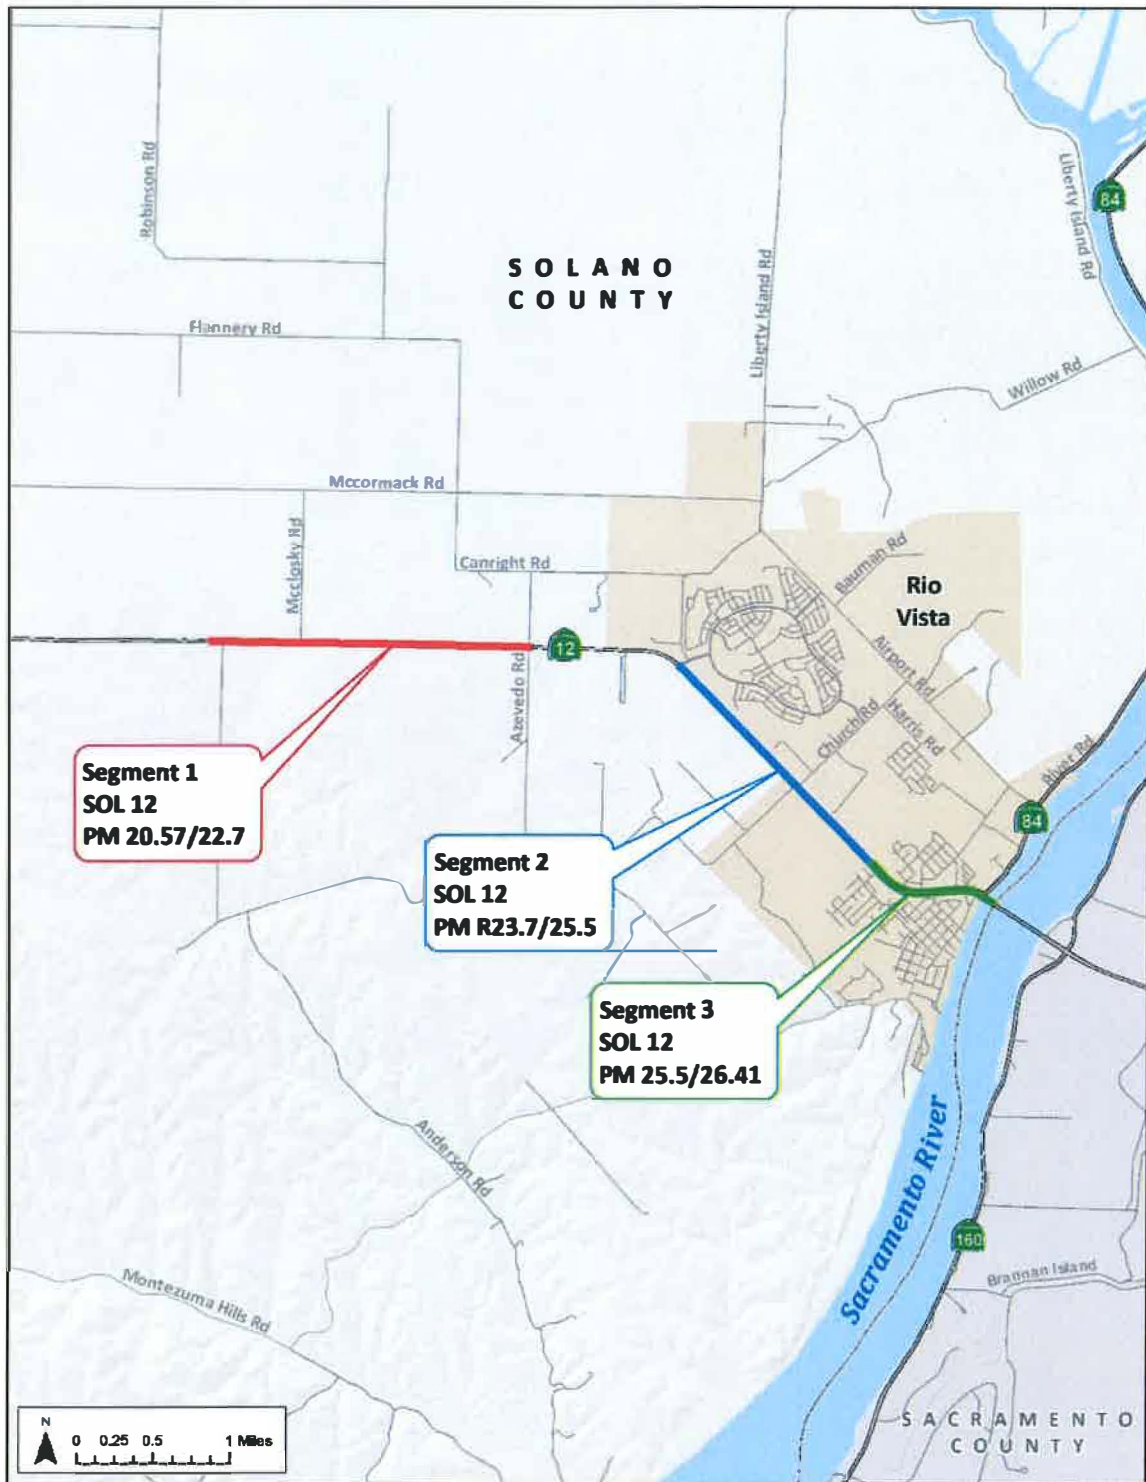 84
Liberty Island Rd
Robinson Rd
SOLANO
COUNTY
Liberty Island Rd
Flannery Rd
Willow Rd
Mccormack Rd
Mcclosky Rd
Canright Rd
Bauman Rd
Rio
Vista
12
Azevedo Rd
Airport Rd
Church Rd
Harris Rd
River Rd
84
Segment 1
SOL 12
PM 20.57/22.7
Segment 2
SOL 12
PM R23.7/25.5
Segment 3
SOL 12
PM 25.5/26.41
Anderson Rd
Sacramento River
160
Brannan Island
Montezuma Hills Rd
SACRAMENTO
COUNTY
N
0 0.25 0.5 1 Miles